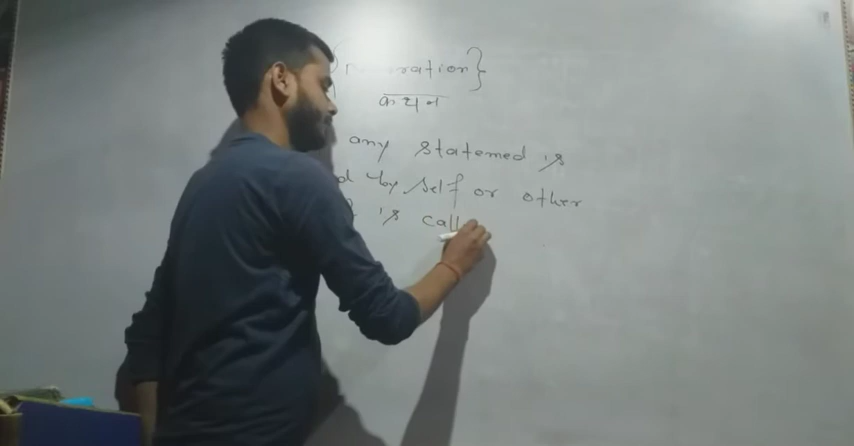 ration}
कथन
any statemed is
by self or other
is call